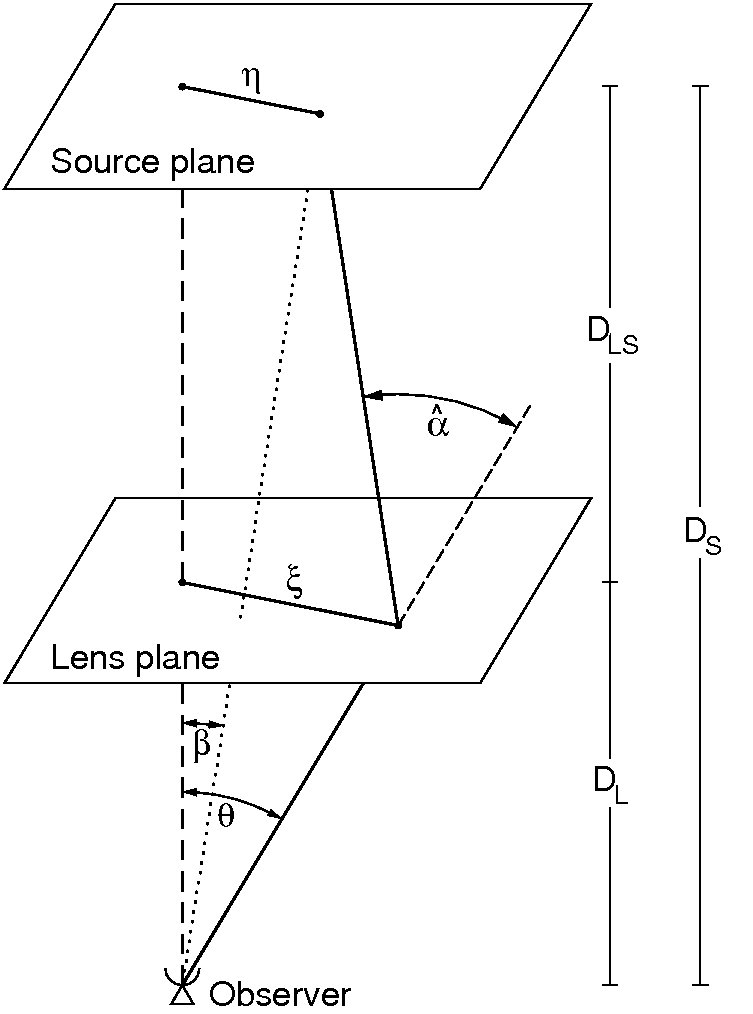 η
Source plane
D_LS
α̂
D_S
ξ
Lens plane
β
D_L
θ
Observer